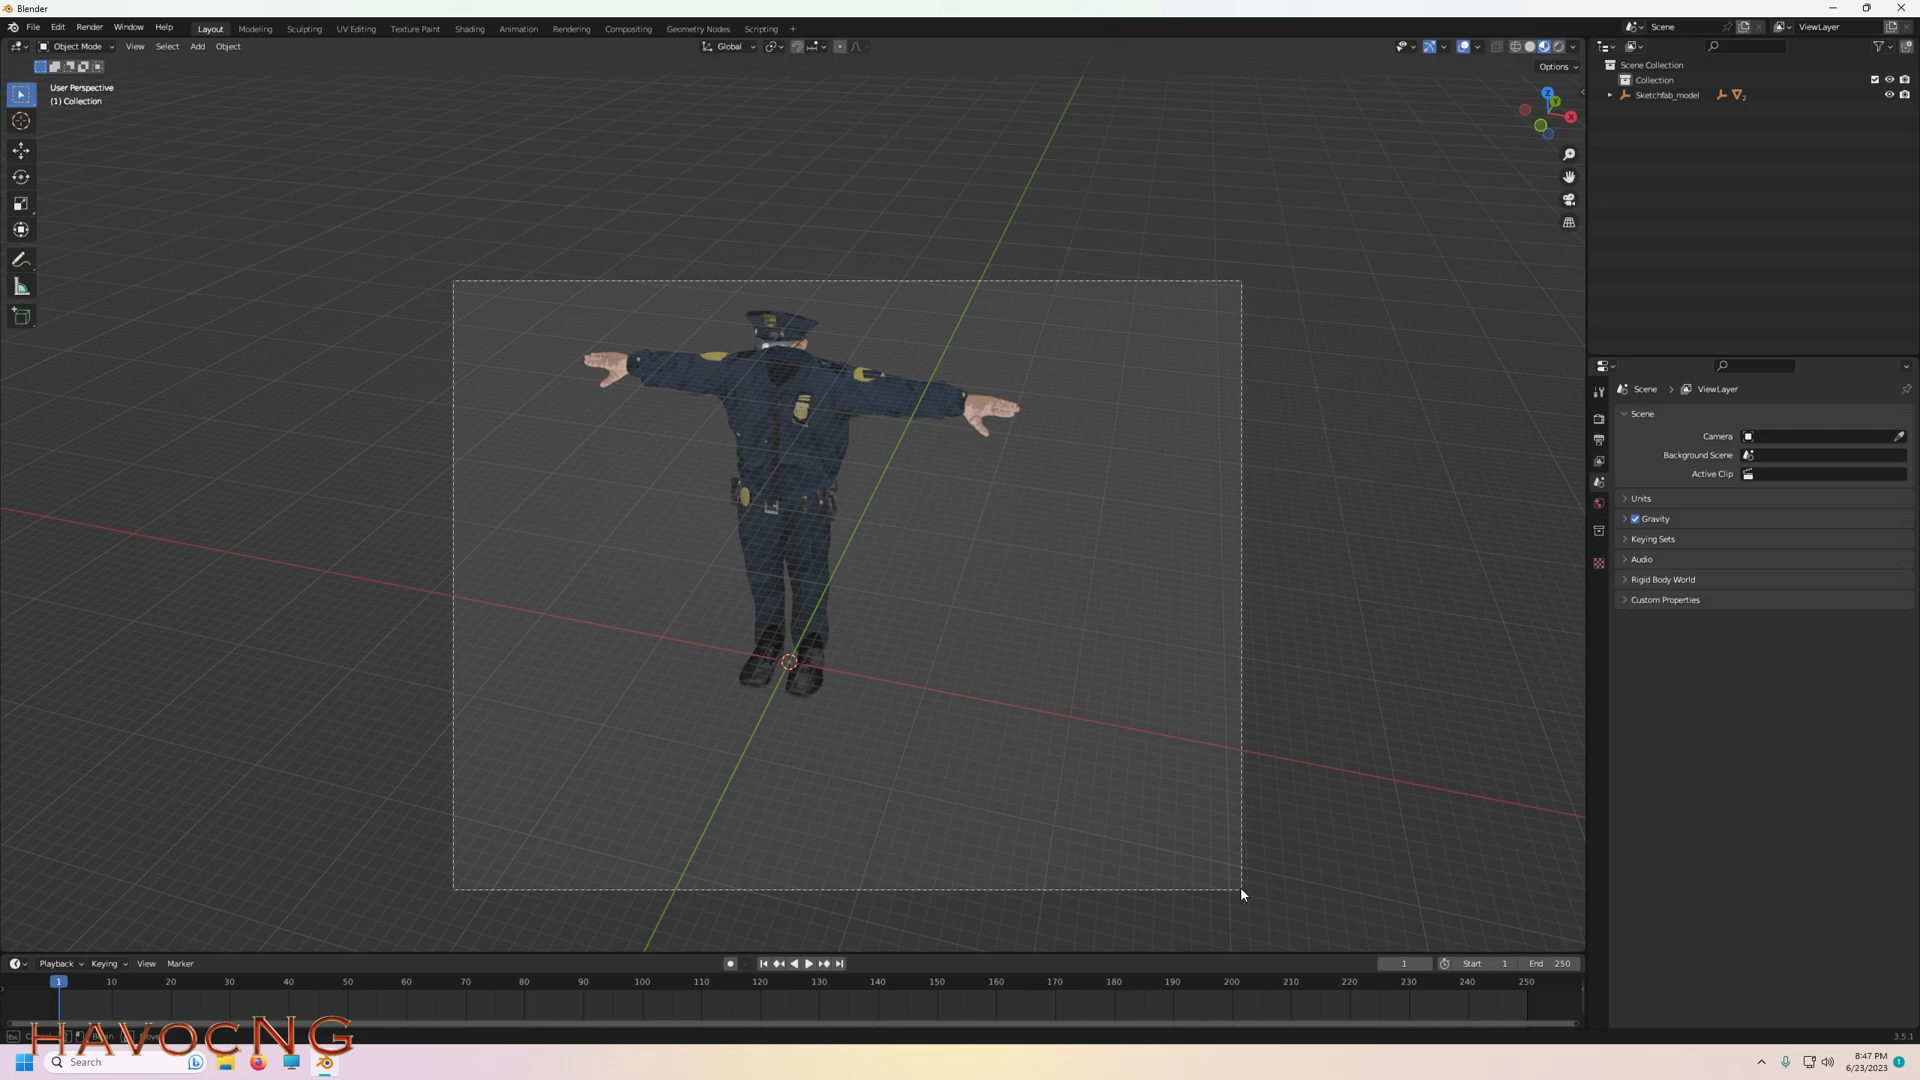 Blender
File Edit Render Window Help Layout Modeling Sculpting UV Editing Texture Paint Shading Animation Rendering Compositing Geometry Nodes Scripting + Scene ViewLayer
Object Mode View Select Add Object Global
Options
User Perspective
(1) Collection
Z
Y
X
Scene Collection
Collection
Sketchfab_model 2
Scene > ViewLayer
Scene
Camera
Background Scene
Active Clip
Units
Gravity
Keying Sets
Audio
Rigid Body World
Custom Properties
Playback Keying View Marker 1 Start 1 End 250
1 10 20 30 40 50 60 70 80 90 100 110 120 130 140 150 160 170 180 190 200 210 220 230 240 250
HAVOCNG
3.5.1
Search
8:47 PM
6/23/2023
1